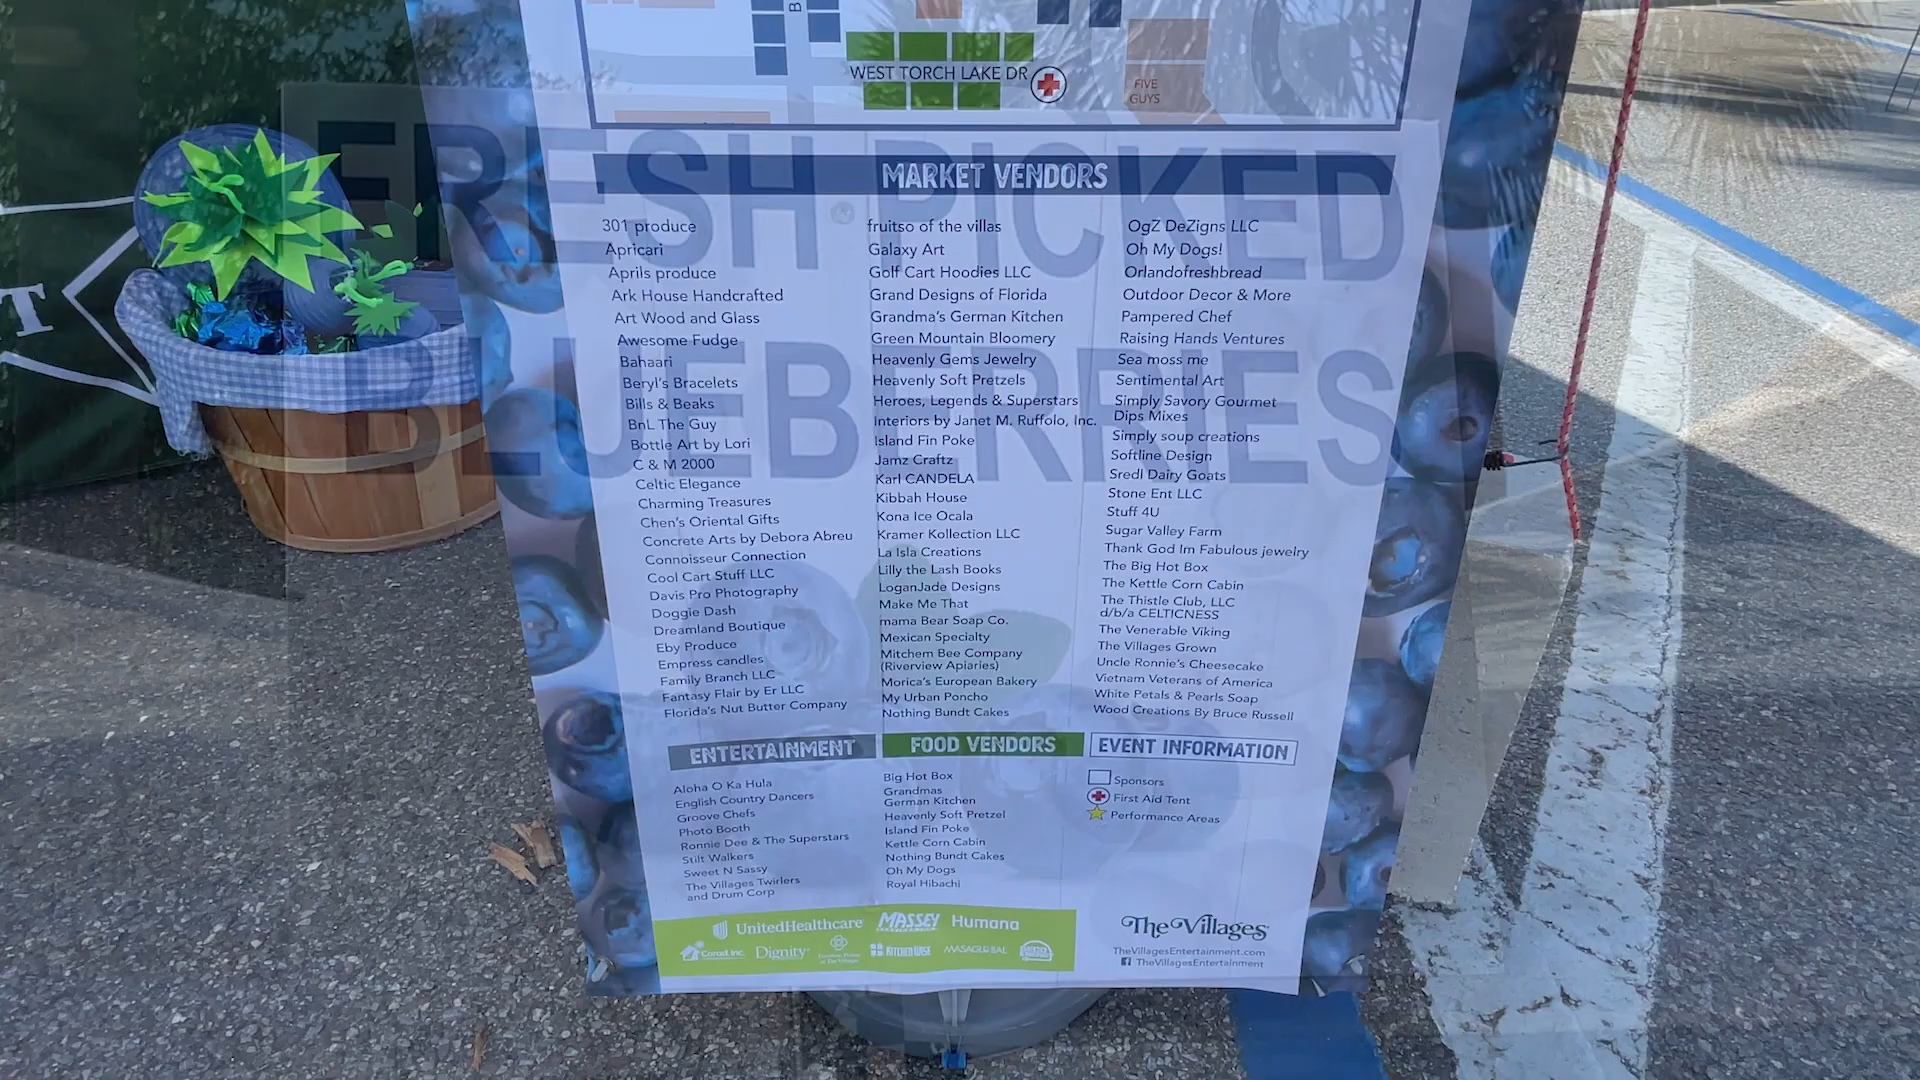 WEST TORCH LAKE DR
FIVE
GUYS
FRESH PICKED
BLUEBERRIES
T
MARKET VENDORS
301 produce
Apricari
Aprils produce
Ark House Handcrafted
Art Wood and Glass
Awesome Fudge
Bahaari
Beryl's Bracelets
Bills & Beaks
BnL The Guy
Bottle Art by Lori
C & M 2000
Celtic Elegance
Charming Treasures
Chen's Oriental Gifts
Concrete Arts by Debora Abreu
Connoisseur Connection
Cool Cart Stuff LLC
Davis Pro Photography
Doggie Dash
Dreamland Boutique
Eby Produce
Empress candles
Family Branch LLC
Fantasy Flair by Er LLC
Florida's Nut Butter Company
fruitso of the villas
Galaxy Art
Golf Cart Hoodies LLC
Grand Designs of Florida
Grandma's German Kitchen
Green Mountain Bloomery
Heavenly Gems Jewelry
Heavenly Soft Pretzels
Heroes, Legends & Superstars
Interiors by Janet M. Ruffolo, Inc.
Island Fin Poke
Jamz Craftz
Karl CANDELA
Kibbah House
Kona Ice Ocala
Kramer Kollection LLC
La Isla Creations
Lilly the Lash Books
LoganJade Designs
Make Me That
mama Bear Soap Co.
Mexican Specialty
Mitchem Bee Company
(Riverview Apiaries)
Morica's European Bakery
My Urban Poncho
Nothing Bundt Cakes
OgZ DeZigns LLC
Oh My Dogs!
Orlandofreshbread
Outdoor Decor & More
Pampered Chef
Raising Hands Ventures
Sea moss me
Sentimental Art
Simply Savory Gourmet
Dips Mixes
Simply soup creations
Softline Design
Sredl Dairy Goats
Stone Ent LLC
Stuff 4U
Sugar Valley Farm
Thank God Im Fabulous jewelry
The Big Hot Box
The Kettle Corn Cabin
The Thistle Club, LLC
d/b/a CELTICNESS
The Venerable Viking
The Villages Grown
Uncle Ronnie's Cheesecake
Vietnam Veterans of America
White Petals & Pearls Soap
Wood Creations By Bruce Russell
ENTERTAINMENT
Aloha O Ka Hula
English Country Dancers
Groove Chefs
Photo Booth
Ronnie Dee & The Superstars
Stilt Walkers
Sweet N Sassy
The Villages Twirlers
and Drum Corp
FOOD VENDORS
Big Hot Box
Grandmas
German Kitchen
Heavenly Soft Pretzel
Island Fin Poke
Kettle Corn Cabin
Nothing Bundt Cakes
Oh My Dogs
Royal Hibachi
EVENT INFORMATION
Sponsors
First Aid Tent
Performance Areas
UnitedHealthcare MASSEY Humana
Dignity KITCHEN WISE
The Villages
TheVillagesEntertainment.com
TheVillagesEntertainment